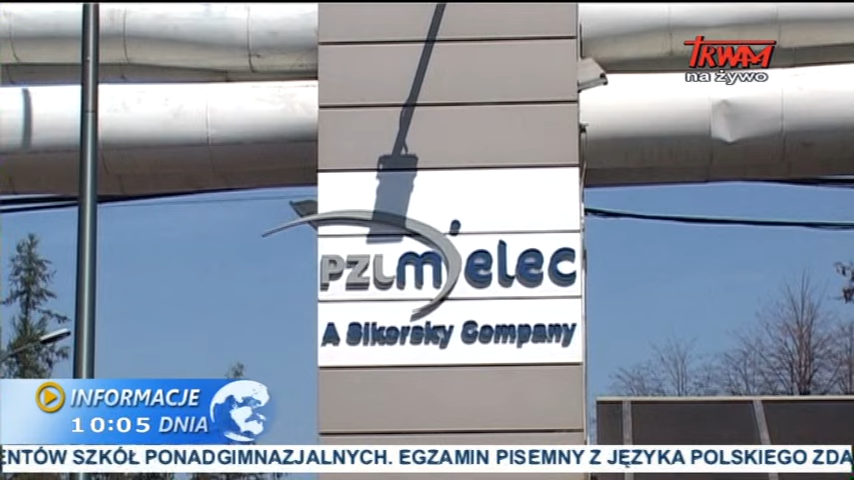 TRWAM
na żywo
PZL mielec
A Sikorsky Company
INFORMACJE
10:05 DNIA
ENTÓW SZKÓŁ PONADGIMNAZJALNYCH. EGZAMIN PISEMNY Z JĘZYKA POLSKIEGO ZDA